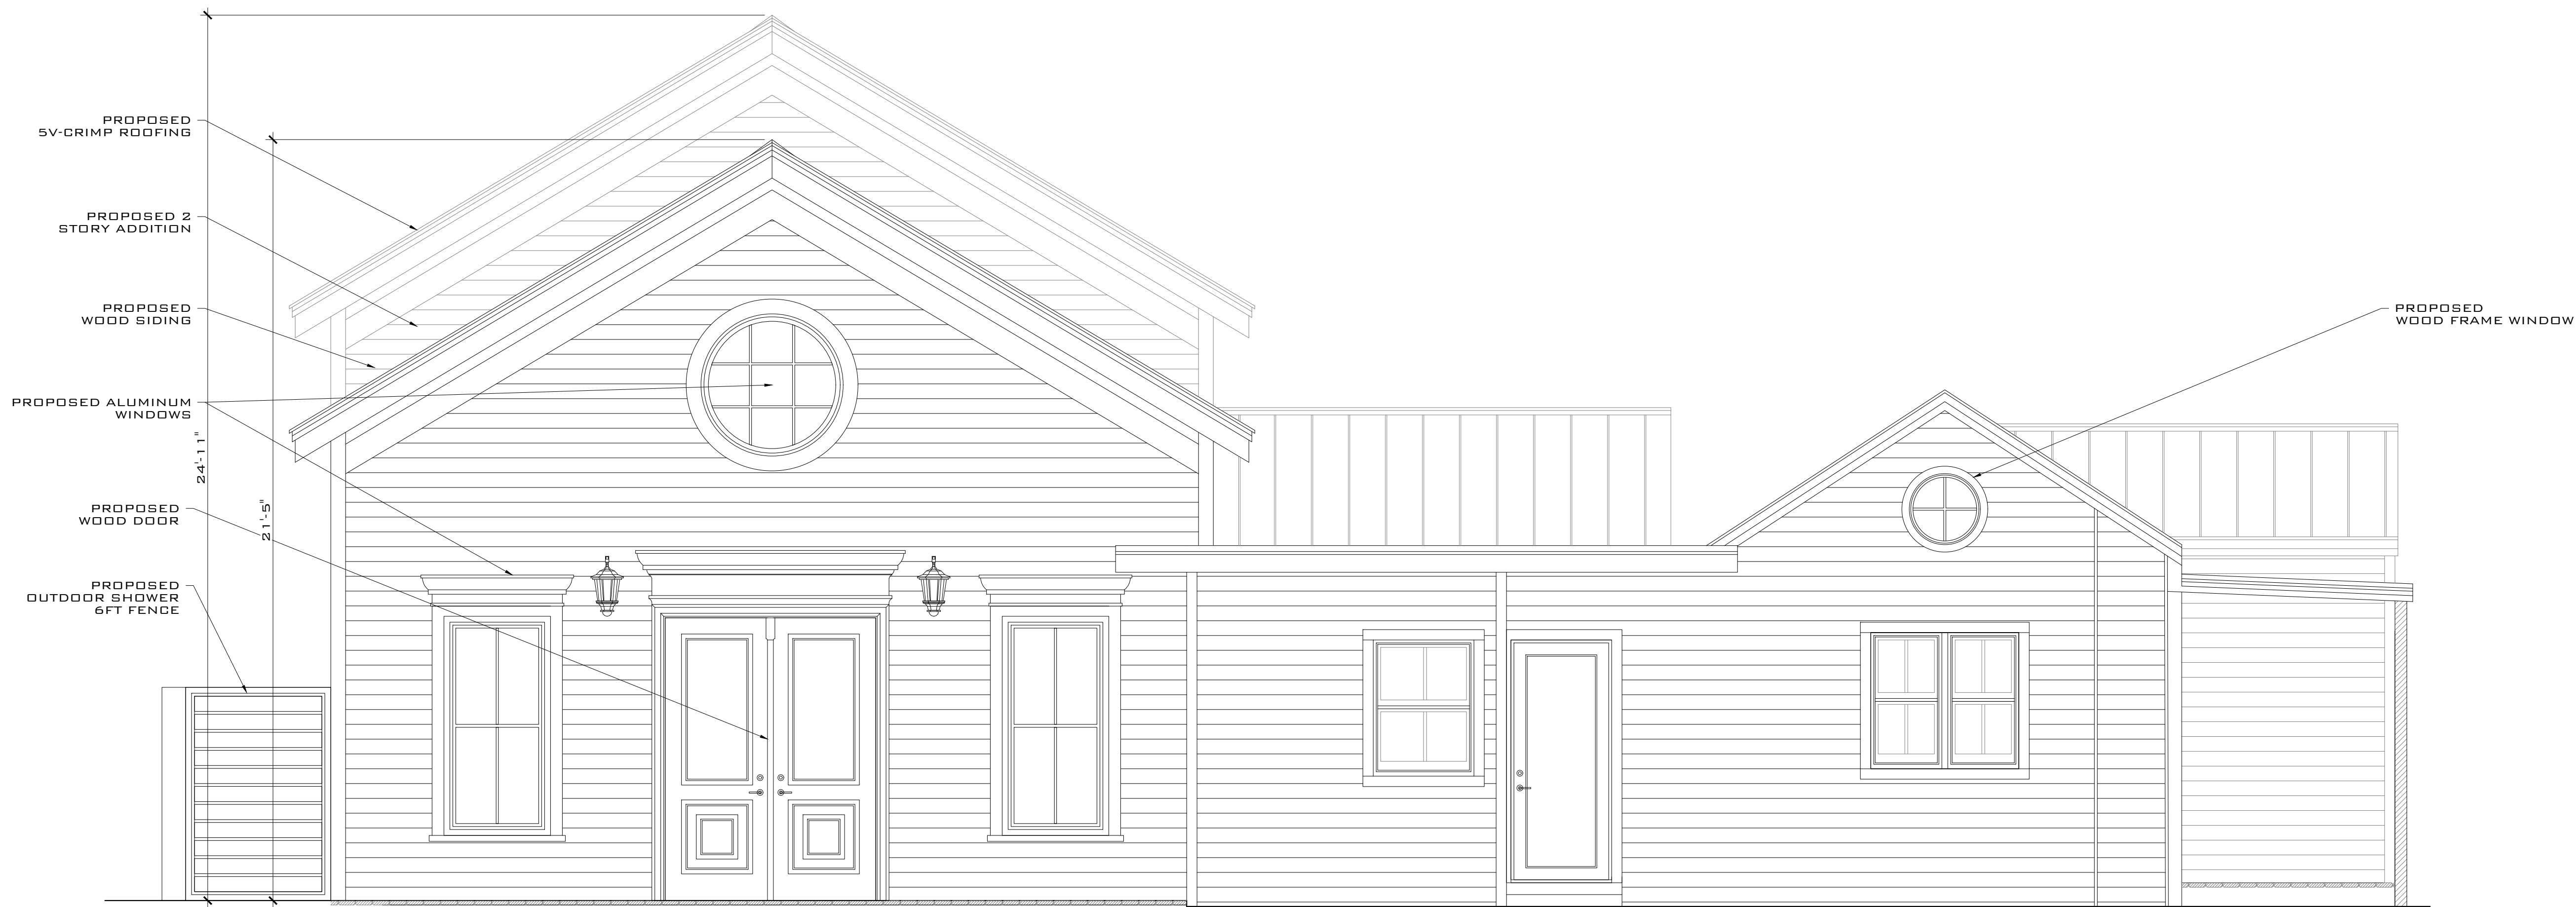 PROPOSED
5V-CRIMP ROOFING
PROPOSED 2
STORY ADDITION
PROPOSED
WOOD SIDING
PROPOSED
WOOD FRAME WINDOW
PROPOSED ALUMINUM
WINDOWS
24'-11"
21'-5"
PROPOSED
WOOD DOOR
PROPOSED
OUTDOOR SHOWER
6FT FENCE